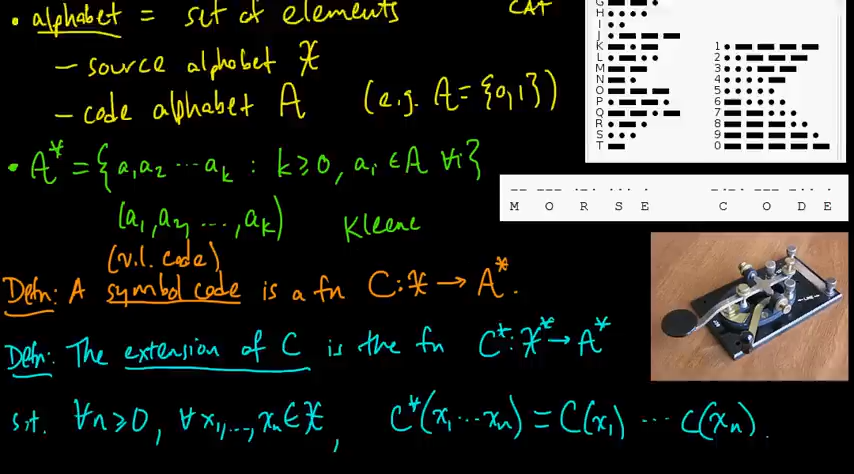 • alphabet = set of elements
CAT
– source alphabet 𝒳
– code alphabet A (e.g. A = {0,1})
• A* = {a₁a₂ ⋯ aₖ : k ≥ 0, aᵢ ∈ A ∀i}
(a₁, a₂, ..., aₖ) Kleene
(v.l. code)
Defn: A symbol code is a fn C: 𝒳 → A*.
Defn: The extension of C is the fn C*: 𝒳* → A*
s.t. ∀n ≥ 0, ∀x₁, ..., xₙ ∈ 𝒳, C*(x₁ ⋯ xₙ) = C(x₁) ⋯ C(xₙ).
G
H • • • •
I • •
J • – – –
K – • – 1 • – – – –
L • – • • 2 • • – – –
M – – 3 • • • – –
N – • 4 • • • • –
O – – – 5 • • • • •
P • – – • 6 – • • • •
Q – – • – 7 – – • • •
R • – • 8 – – – • •
S • • • 9 – – – – •
T – 0 – – – – –
–– ––– ·–· ··· · –·–· ––– –·· ·
M O R S E C O D E